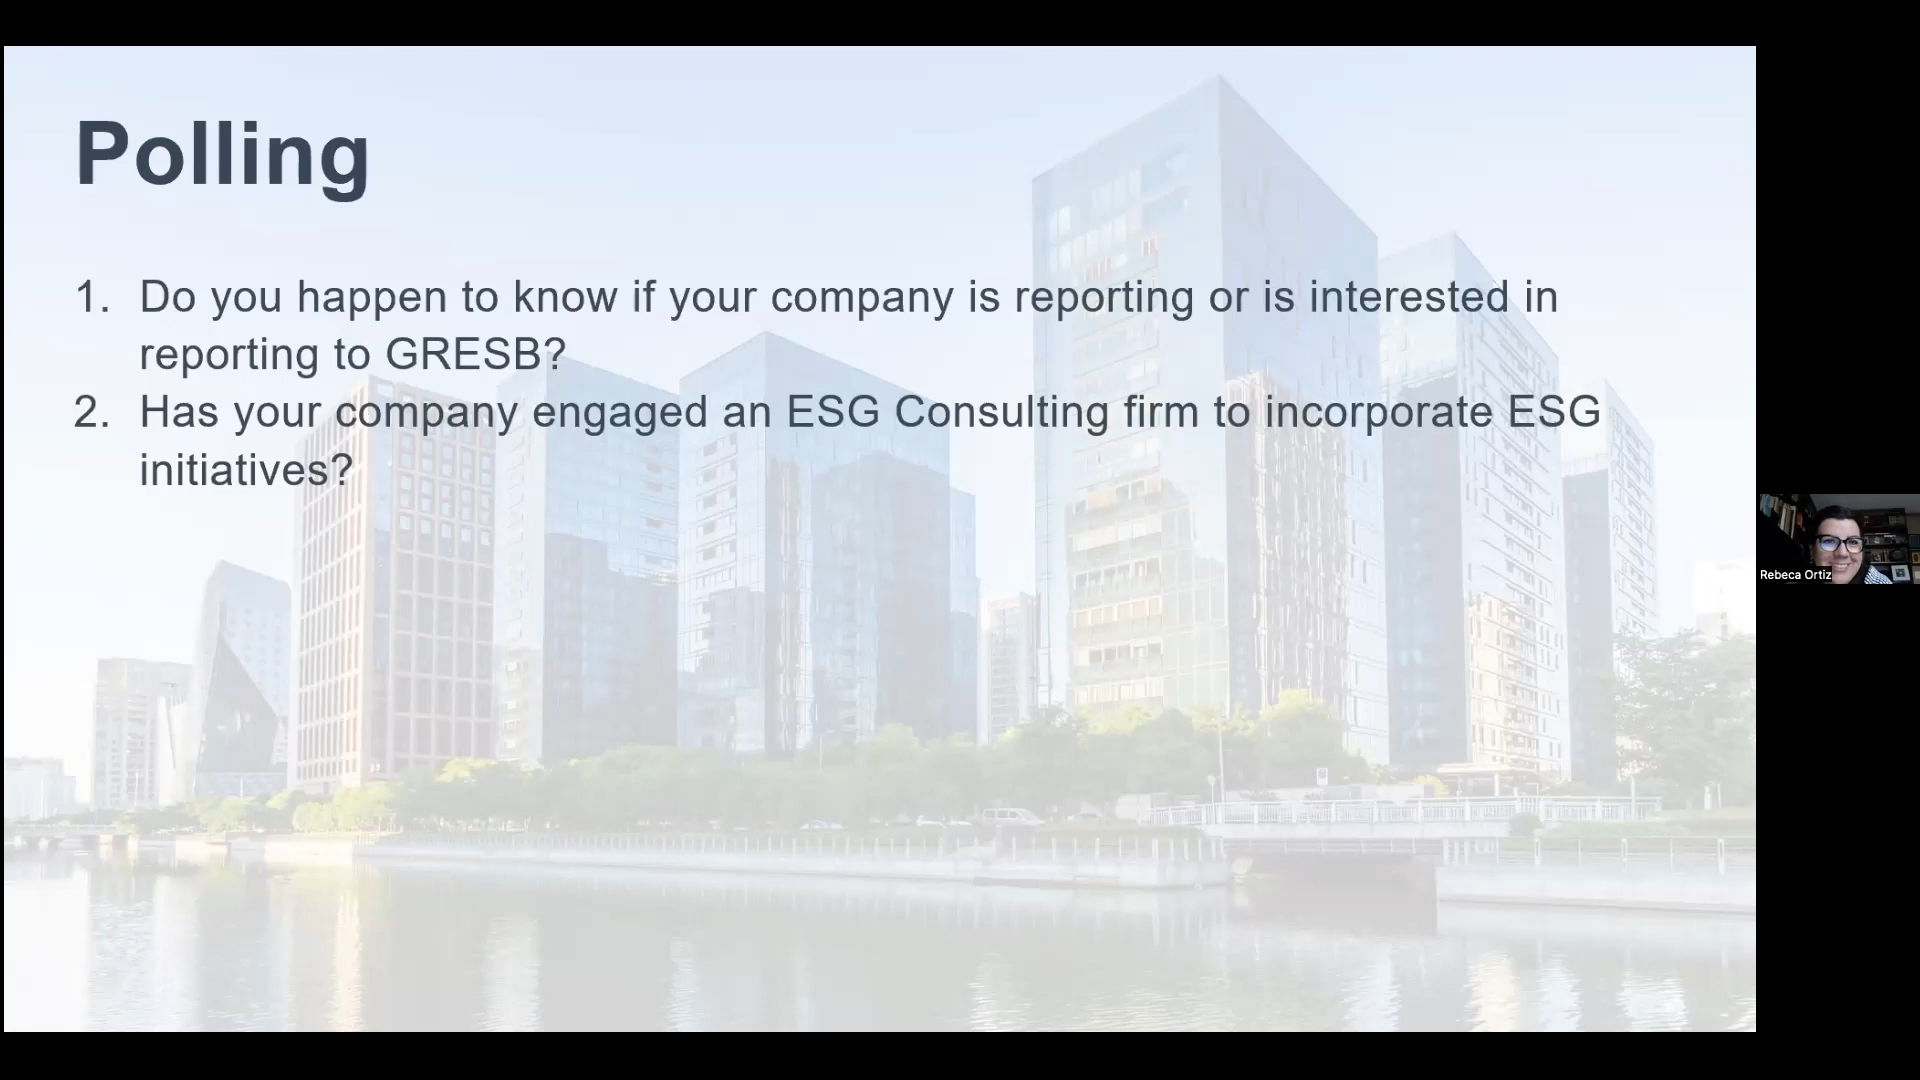 Polling
1. Do you happen to know if your company is reporting or is interested in
reporting to GRESB?
2. Has your company engaged an ESG Consulting firm to incorporate ESG
initiatives?
Rebeca Ortiz